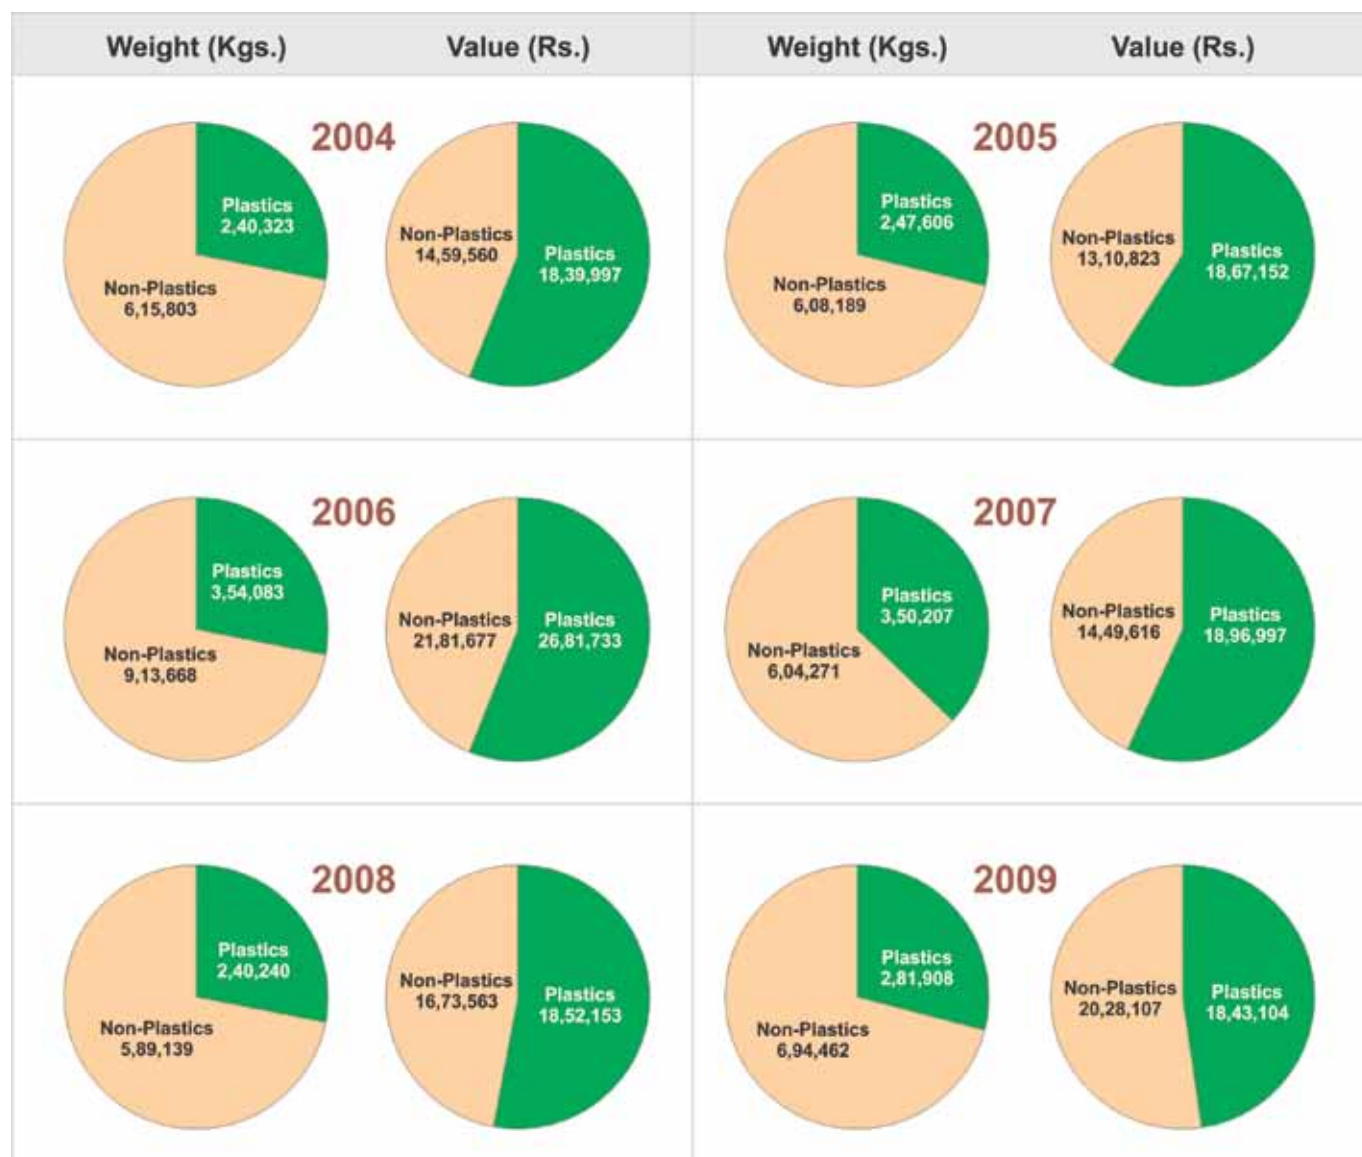 Weight (Kgs.)
Value (Rs.)
Weight (Kgs.)
Value (Rs.)
2004
Plastics
2,40,323
Non-Plastics
6,15,803
Non-Plastics
14,59,560
Plastics
18,39,997
2005
Plastics
2,47,606
Non-Plastics
6,08,189
Non-Plastics
13,10,823
Plastics
18,67,152
2006
Plastics
3,54,083
Non-Plastics
9,13,668
Non-Plastics
21,81,677
Plastics
26,81,733
2007
Plastics
3,50,207
Non-Plastics
6,04,271
Non-Plastics
14,49,616
Plastics
18,96,997
2008
Plastics
2,40,240
Non-Plastics
5,89,139
Non-Plastics
16,73,563
Plastics
18,52,153
2009
Plastics
2,81,908
Non-Plastics
6,94,462
Non-Plastics
20,28,107
Plastics
18,43,104